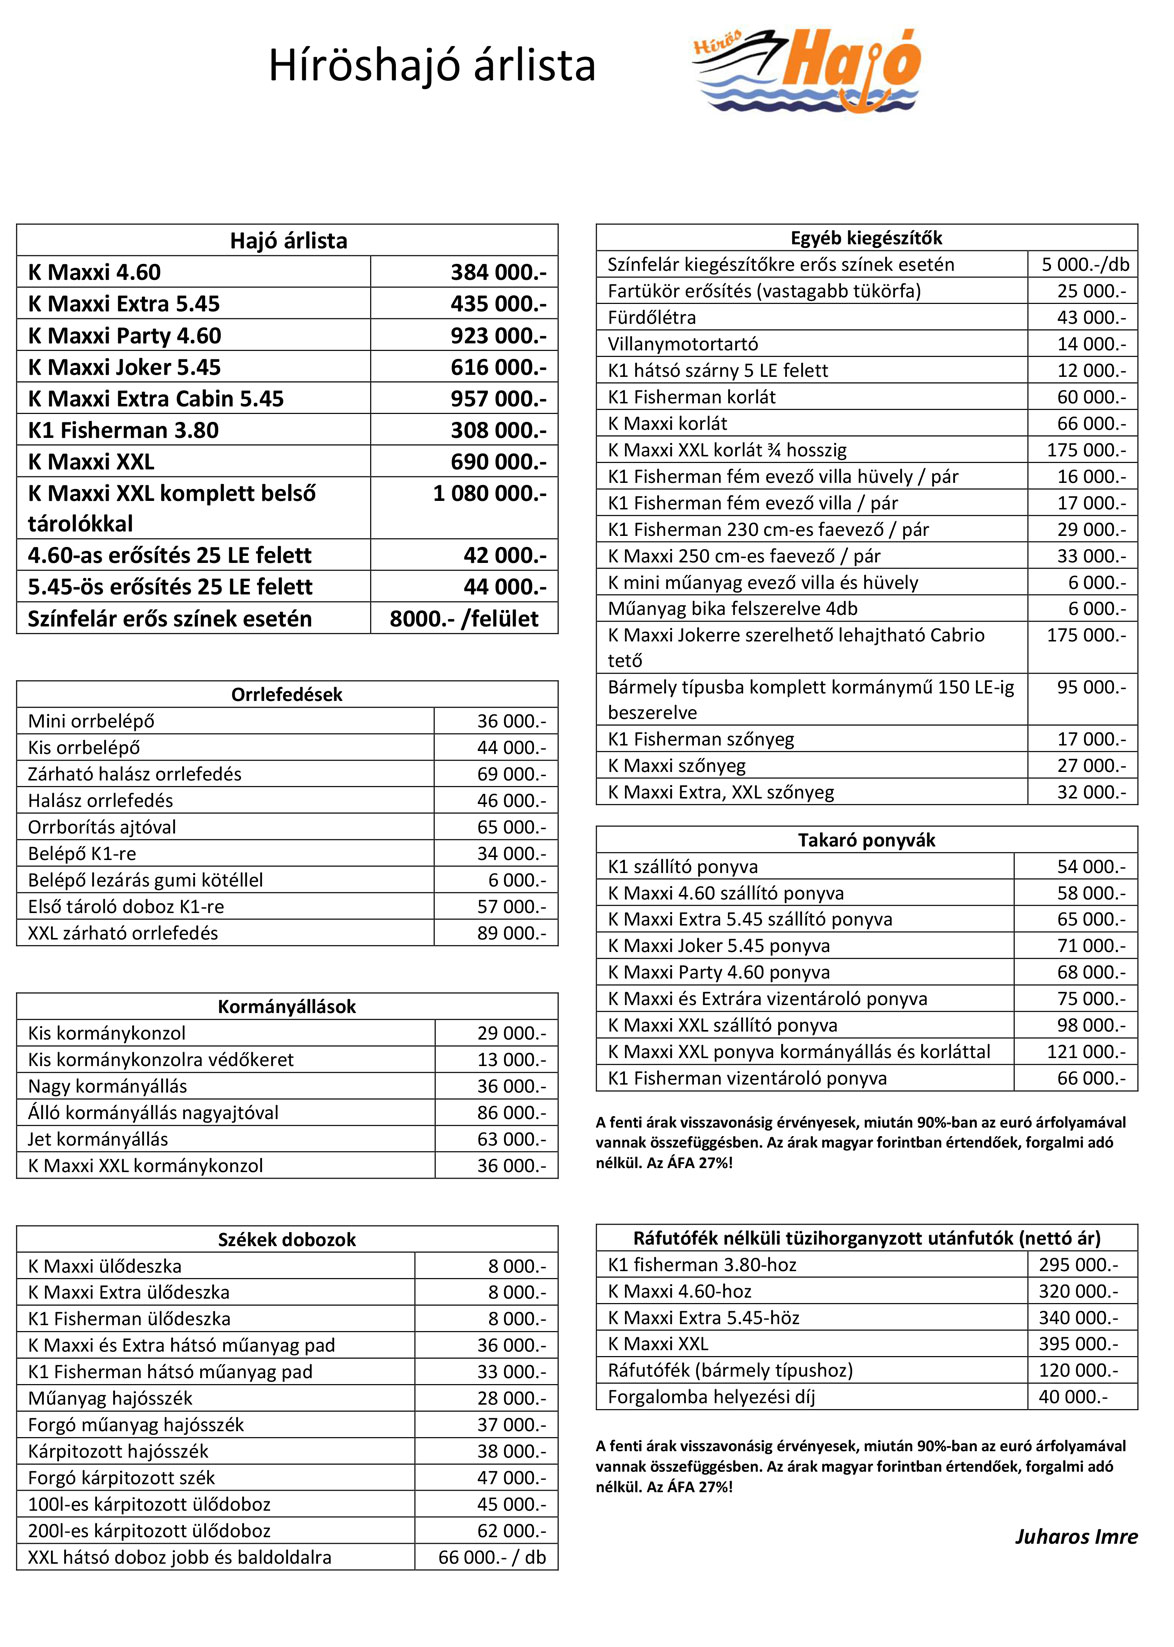 Híröshajó árlista
Hírös Hajó
Hajó árlista
K Maxxi 4.60 384 000.-
K Maxxi Extra 5.45 435 000.-
K Maxxi Party 4.60 923 000.-
K Maxxi Joker 5.45 616 000.-
K Maxxi Extra Cabin 5.45 957 000.-
K1 Fisherman 3.80 308 000.-
K Maxxi XXL 690 000.-
K Maxxi XXL komplett belső 1 080 000.-
tárolókkal
4.60-as erősítés 25 LE felett 42 000.-
5.45-ös erősítés 25 LE felett 44 000.-
Színfelár erős színek esetén 8000.- /felület
Orrlefedések
Mini orrbelépő 36 000.-
Kis orrbelépő 44 000.-
Zárható halász orrlefedés 69 000.-
Halász orrlefedés 46 000.-
Orrborítás ajtóval 65 000.-
Belépő K1-re 34 000.-
Belépő lezárás gumi kötéllel 6 000.-
Első tároló doboz K1-re 57 000.-
XXL zárható orrlefedés 89 000.-
Kormányállások
Kis kormánykonzol 29 000.-
Kis kormánykonzolra védőkeret 13 000.-
Nagy kormányállás 36 000.-
Álló kormányállás nagyajtóval 86 000.-
Jet kormányállás 63 000.-
K Maxxi XXL kormánykonzol 36 000.-
Székek dobozok
K Maxxi ülődeszka 8 000.-
K Maxxi Extra ülődeszka 8 000.-
K1 Fisherman ülődeszka 8 000.-
K Maxxi és Extra hátsó műanyag pad 36 000.-
K1 Fisherman hátsó műanyag pad 33 000.-
Műanyag hajósszék 28 000.-
Forgó műanyag hajósszék 37 000.-
Kárpitozott hajósszék 38 000.-
Forgó kárpitozott szék 47 000.-
100l-es kárpitozott ülődoboz 45 000.-
200l-es kárpitozott ülődoboz 62 000.-
XXL hátsó doboz jobb és baldoldalra 66 000.- / db
Egyéb kiegészítők
Színfelár kiegészítőkre erős színek esetén 5 000.-/db
Fartükör erősítés (vastagabb tükörfa) 25 000.-
Fürdőlétra 43 000.-
Villanymotortartó 14 000.-
K1 hátsó szárny 5 LE felett 12 000.-
K1 Fisherman korlát 60 000.-
K Maxxi korlát 66 000.-
K Maxxi XXL korlát ¾ hosszig 175 000.-
K1 Fisherman fém evező villa hüvely / pár 16 000.-
K1 Fisherman fém evező villa / pár 17 000.-
K1 Fisherman 230 cm-es faevező / pár 29 000.-
K Maxxi 250 cm-es faevező / pár 33 000.-
K mini műanyag evező villa és hüvely 6 000.-
Műanyag bika felszerelve 4db 6 000.-
K Maxxi Jokerre szerelhető lehajtható Cabrio 175 000.-
tető
Bármely típusba komplett kormánymű 150 LE-ig 95 000.-
beszerelve
K1 Fisherman szőnyeg 17 000.-
K Maxxi szőnyeg 27 000.-
K Maxxi Extra, XXL szőnyeg 32 000.-
Takaró ponyvák
K1 szállító ponyva 54 000.-
K Maxxi 4.60 szállító ponyva 58 000.-
K Maxxi Extra 5.45 szállító ponyva 65 000.-
K Maxxi Joker 5.45 ponyva 71 000.-
K Maxxi Party 4.60 ponyva 68 000.-
K Maxxi és Extrára vizentároló ponyva 75 000.-
K Maxxi XXL szállító ponyva 98 000.-
K Maxxi XXL ponyva kormányállás és korláttal 121 000.-
K1 Fisherman vizentároló ponyva 66 000.-
A fenti árak visszavonásig érvényesek, miután 90%-ban az euró árfolyamával
vannak összefüggésben. Az árak magyar forintban értendőek, forgalmi adó
nélkül. Az ÁFA 27%!
Ráfutófék nélküli tüzihorganyzott utánfutók (nettó ár)
K1 fisherman 3.80-hoz 295 000.-
K Maxxi 4.60-hoz 320 000.-
K Maxxi Extra 5.45-höz 340 000.-
K Maxxi XXL 395 000.-
Ráfutófék (bármely típushoz) 120 000.-
Forgalomba helyezési díj 40 000.-
A fenti árak visszavonásig érvényesek, miután 90%-ban az euró árfolyamával
vannak összefüggésben. Az árak magyar forintban értendőek, forgalmi adó
nélkül. Az ÁFA 27%!
Juharos Imre